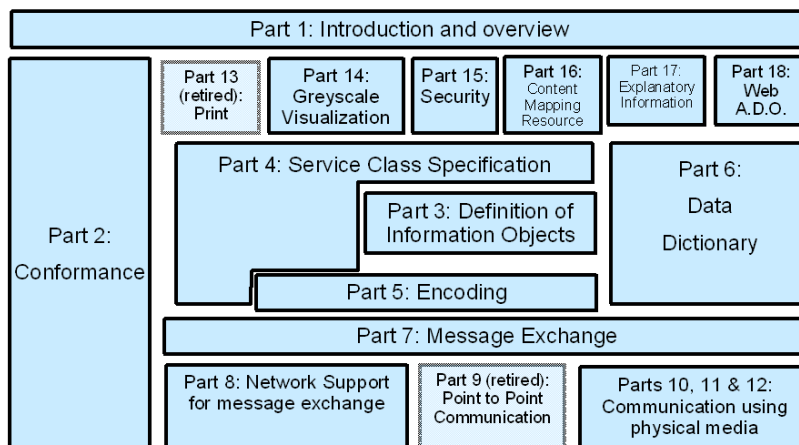 Part 1: Introduction and overview
Part 2:
Conformance
Part 13
(retired):
Print
Part 14:
Greyscale
Visualization
Part 15:
Security
Part 16:
Content
Mapping
Resource
Part 17:
Explanatory
Information
Part 18:
Web
A.D.O.
Part 4: Service Class Specification
Part 3: Definition of
Information Objects
Part 5: Encoding
Part 6:
Data
Dictionary
Part 7: Message Exchange
Part 8: Network Support
for message exchange
Part 9 (retired):
Point to Point
Communication
Parts 10, 11 & 12:
Communication using
physical media